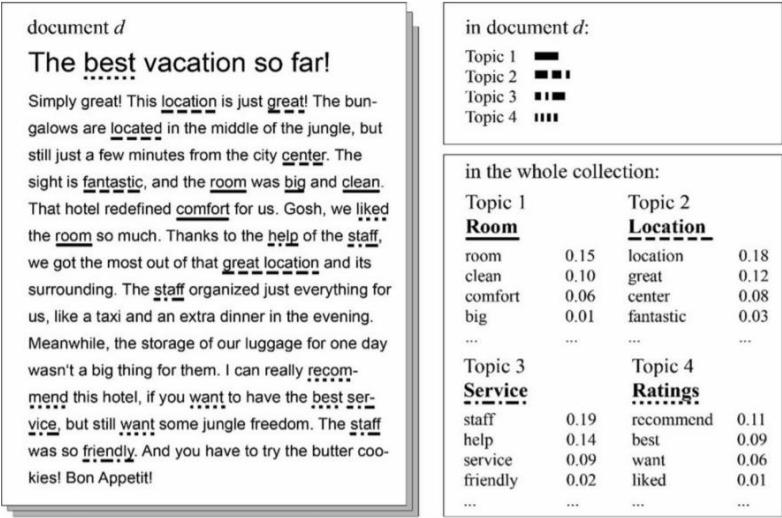 document d
The best vacation so far!
Simply great! This location is just great! The bun-
galows are located in the middle of the jungle, but
still just a few minutes from the city center. The
sight is fantastic, and the room was big and clean.
That hotel redefined comfort for us. Gosh, we liked
the room so much. Thanks to the help of the staff,
we got the most out of that great location and its
surrounding. The staff organized just everything for
us, like a taxi and an extra dinner in the evening.
Meanwhile, the storage of our luggage for one day
wasn't a big thing for them. I can really recom-
mend this hotel, if you want to have the best ser-
vice, but still want some jungle freedom. The staff
was so friendly. And you have to try the butter coo-
kies! Bon Appetit!
in document d:
Topic 1
Topic 2
Topic 3
Topic 4
in the whole collection:
Topic 1
Room
room 0.15
clean 0.10
comfort 0.06
big 0.01
... ...
Topic 2
Location
location 0.18
great 0.12
center 0.08
fantastic 0.03
... ...
Topic 3
Service
staff 0.19
help 0.14
service 0.09
friendly 0.02
... ...
Topic 4
Ratings
recommend 0.11
best 0.09
want 0.06
liked 0.01
... ...